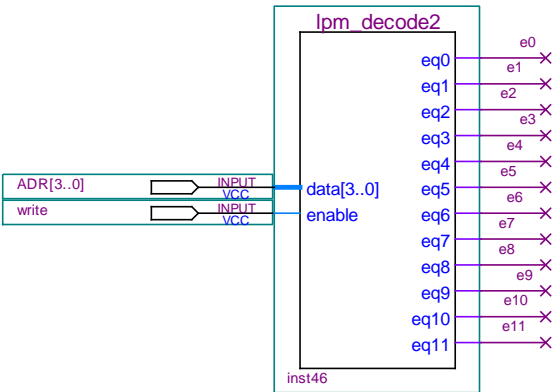 lpm_decode2
e0
eq0
e1
eq1
e2
eq2
e3
eq3
e4
eq4
e5
ADR[3..0] INPUT VCC data[3..0] eq5
e6
write INPUT VCC enable eq6
e7
eq7
e8
eq8
e9
eq9
e10
eq10
e11
eq11
inst46